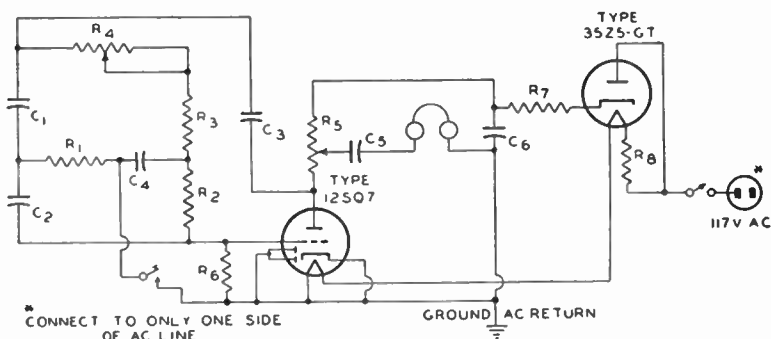 TYPE
35Z5-GT
R4
R7
R3
R5
C1
C3
C5
C6
R8
R1
C4
*
TYPE
12SQ7
R2
C2
117V AC
R6
*CONNECT TO ONLY ONE SIDE
OF AC LINE
GROUND AC RETURN